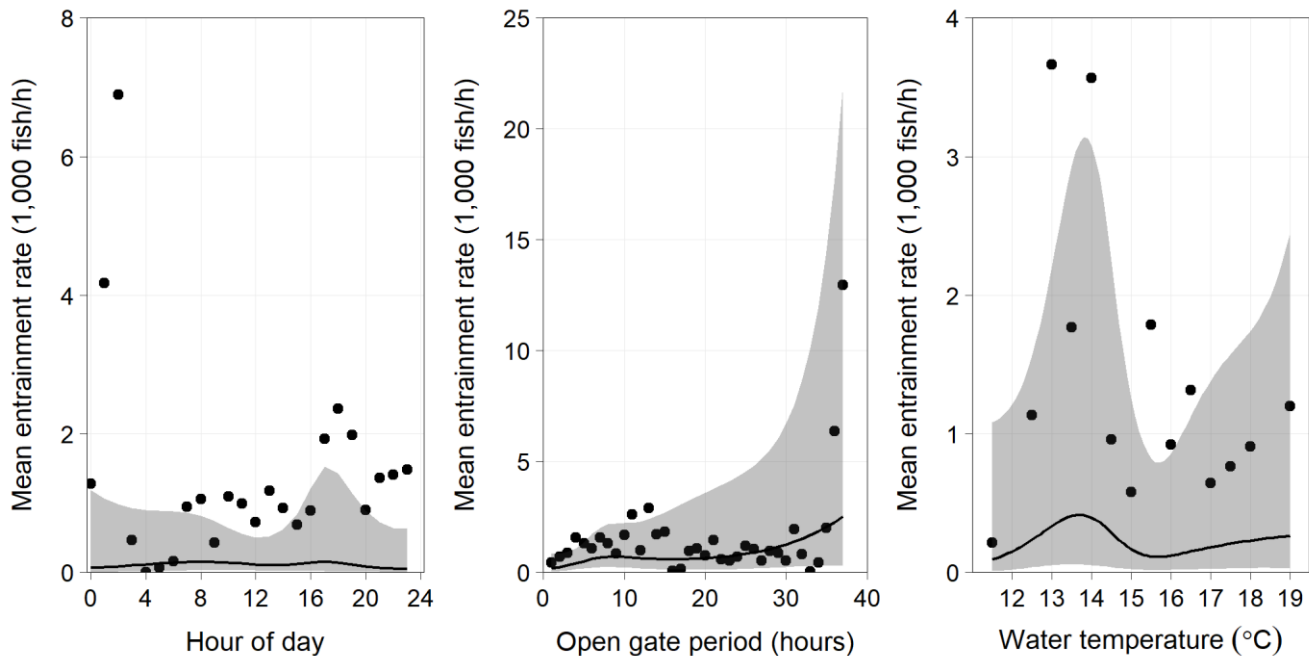 Mean entrainment rate (1,000 fish/h)
8
6
4
2
0
0 4 8 12 16 20 24
Hour of day
Mean entrainment rate (1,000 fish/h)
25
20
15
10
5
0
0 10 20 30 40
Open gate period (hours)
Mean entrainment rate (1,000 fish/h)
4
3
2
1
0
12 13 14 15 16 17 18 19
Water temperature (°C)